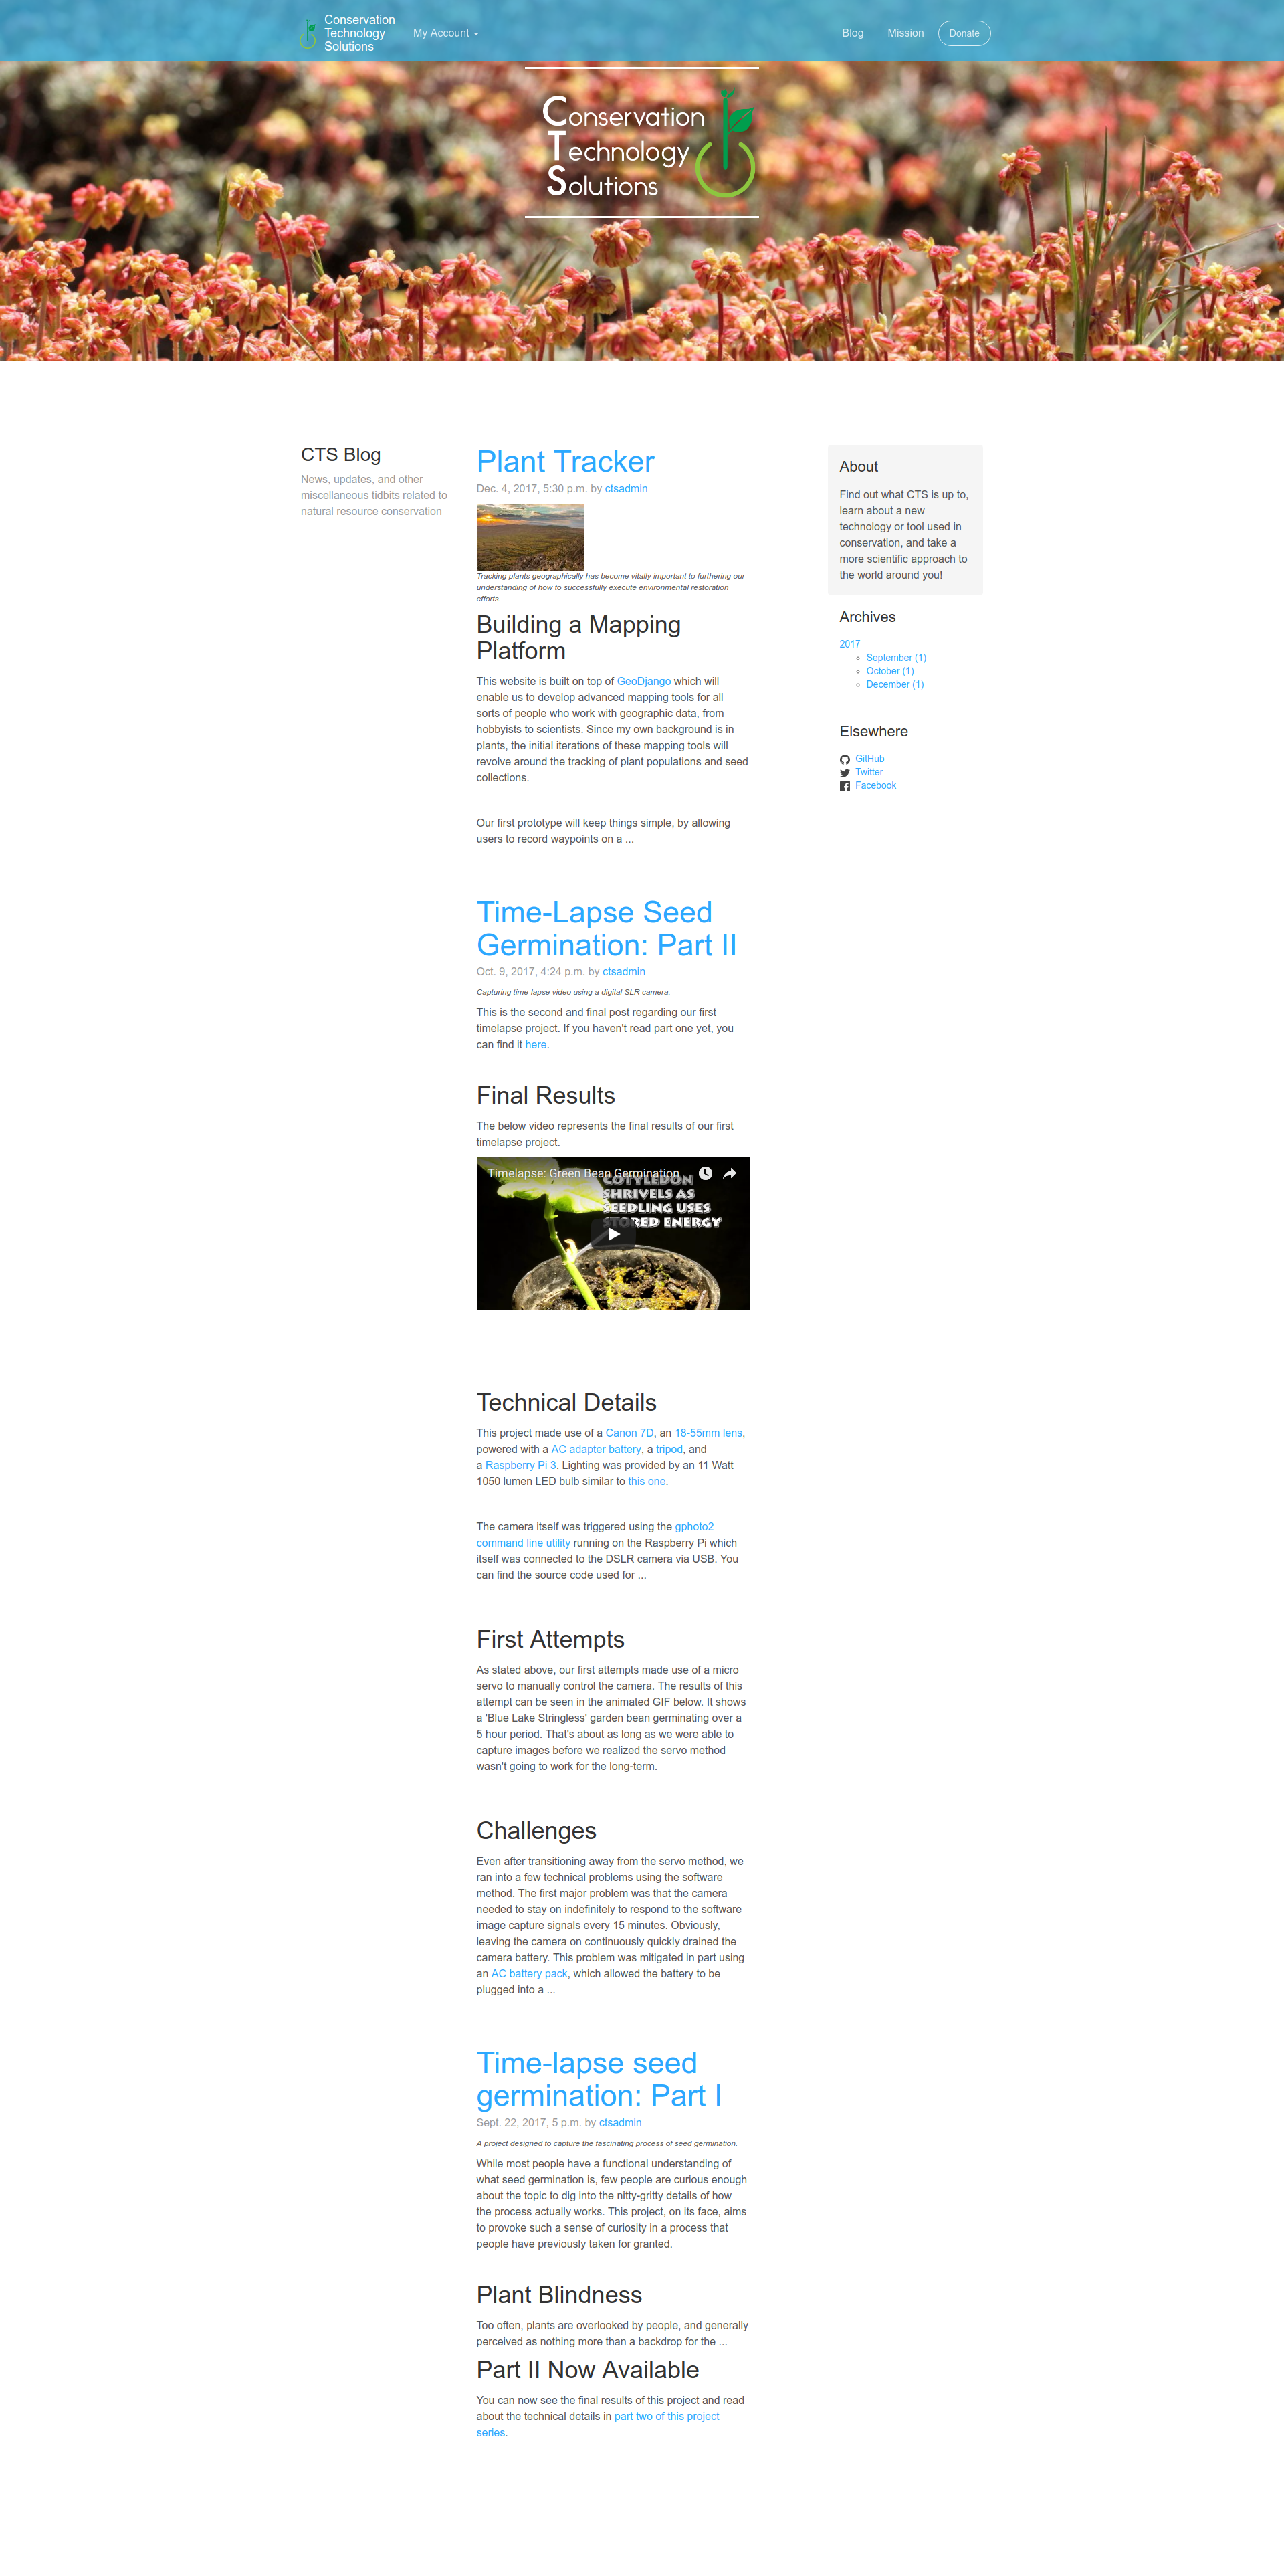 Conservation
Technology
Solutions
My Account
Blog
Mission
Donate
Conservation
Technology
Solutions
CTS Blog
News, updates, and other
miscellaneous tidbits related to
natural resource conservation
Plant Tracker
Dec. 4, 2017, 5:30 p.m. by ctsadmin
Tracking plants geographically has become vitally important to furthering our
understanding of how to successfully execute environmental restoration
efforts.
Building a Mapping
Platform
This website is built on top of GeoDjango which will
enable us to develop advanced mapping tools for all
sorts of people who work with geographic data, from
hobbyists to scientists. Since my own background is in
plants, the initial iterations of these mapping tools will
revolve around the tracking of plant populations and seed
collections.
Our first prototype will keep things simple, by allowing
users to record waypoints on a ...
Time-Lapse Seed
Germination: Part II
Oct. 9, 2017, 4:24 p.m. by ctsadmin
Capturing time-lapse video using a digital SLR camera.
This is the second and final post regarding our first
timelapse project. If you haven't read part one yet, you
can find it here.
Final Results
The below video represents the final results of our first
timelapse project.
Timelapse: Green Bean Germination
COTYLEDON
SHRIVELS AS
SEEDLING USES
STORED ENERGY
Technical Details
This project made use of a Canon 7D, an 18-55mm lens,
powered with a AC adapter battery, a tripod, and
a Raspberry Pi 3. Lighting was provided by an 11 Watt
1050 lumen LED bulb similar to this one.
The camera itself was triggered using the gphoto2
command line utility running on the Raspberry Pi which
itself was connected to the DSLR camera via USB. You
can find the source code used for ...
First Attempts
As stated above, our first attempts made use of a micro
servo to manually control the camera. The results of this
attempt can be seen in the animated GIF below. It shows
a 'Blue Lake Stringless' garden bean germinating over a
5 hour period. That's about as long as we were able to
capture images before we realized the servo method
wasn't going to work for the long-term.
Challenges
Even after transitioning away from the servo method, we
ran into a few technical problems using the software
method. The first major problem was that the camera
needed to stay on indefinitely to respond to the software
image capture signals every 15 minutes. Obviously,
leaving the camera on continuously quickly drained the
camera battery. This problem was mitigated in part using
an AC battery pack, which allowed the battery to be
plugged into a ...
Time-lapse seed
germination: Part I
Sept. 22, 2017, 5 p.m. by ctsadmin
A project designed to capture the fascinating process of seed germination.
While most people have a functional understanding of
what seed germination is, few people are curious enough
about the topic to dig into the nitty-gritty details of how
the process actually works. This project, on its face, aims
to provoke such a sense of curiosity in a process that
people have previously taken for granted.
Plant Blindness
Too often, plants are overlooked by people, and generally
perceived as nothing more than a backdrop for the ...
Part II Now Available
You can now see the final results of this project and read
about the technical details in part two of this project
series.
About
Find out what CTS is up to,
learn about a new
technology or tool used in
conservation, and take a
more scientific approach to
the world around you!
Archives
2017
September (1)
October (1)
December (1)
Elsewhere
GitHub
Twitter
Facebook